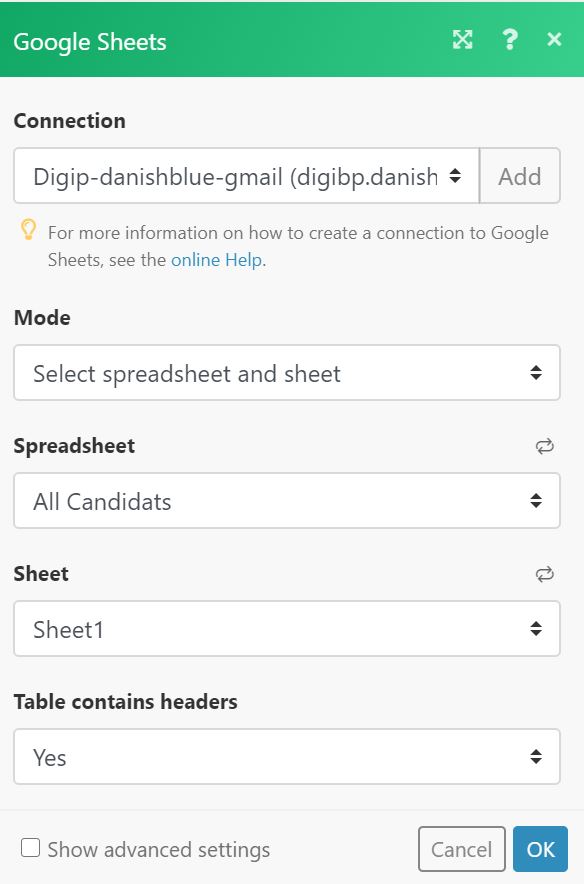 Google Sheets
Connection
Digip-danishblue-gmail (digibp.danish
Add
For more information on how to create a connection to Google
Sheets, see the online Help.
Mode
Select spreadsheet and sheet
Spreadsheet
All Candidats
Sheet
Sheet1
Table contains headers
Yes
Show advanced settings
Cancel
OK